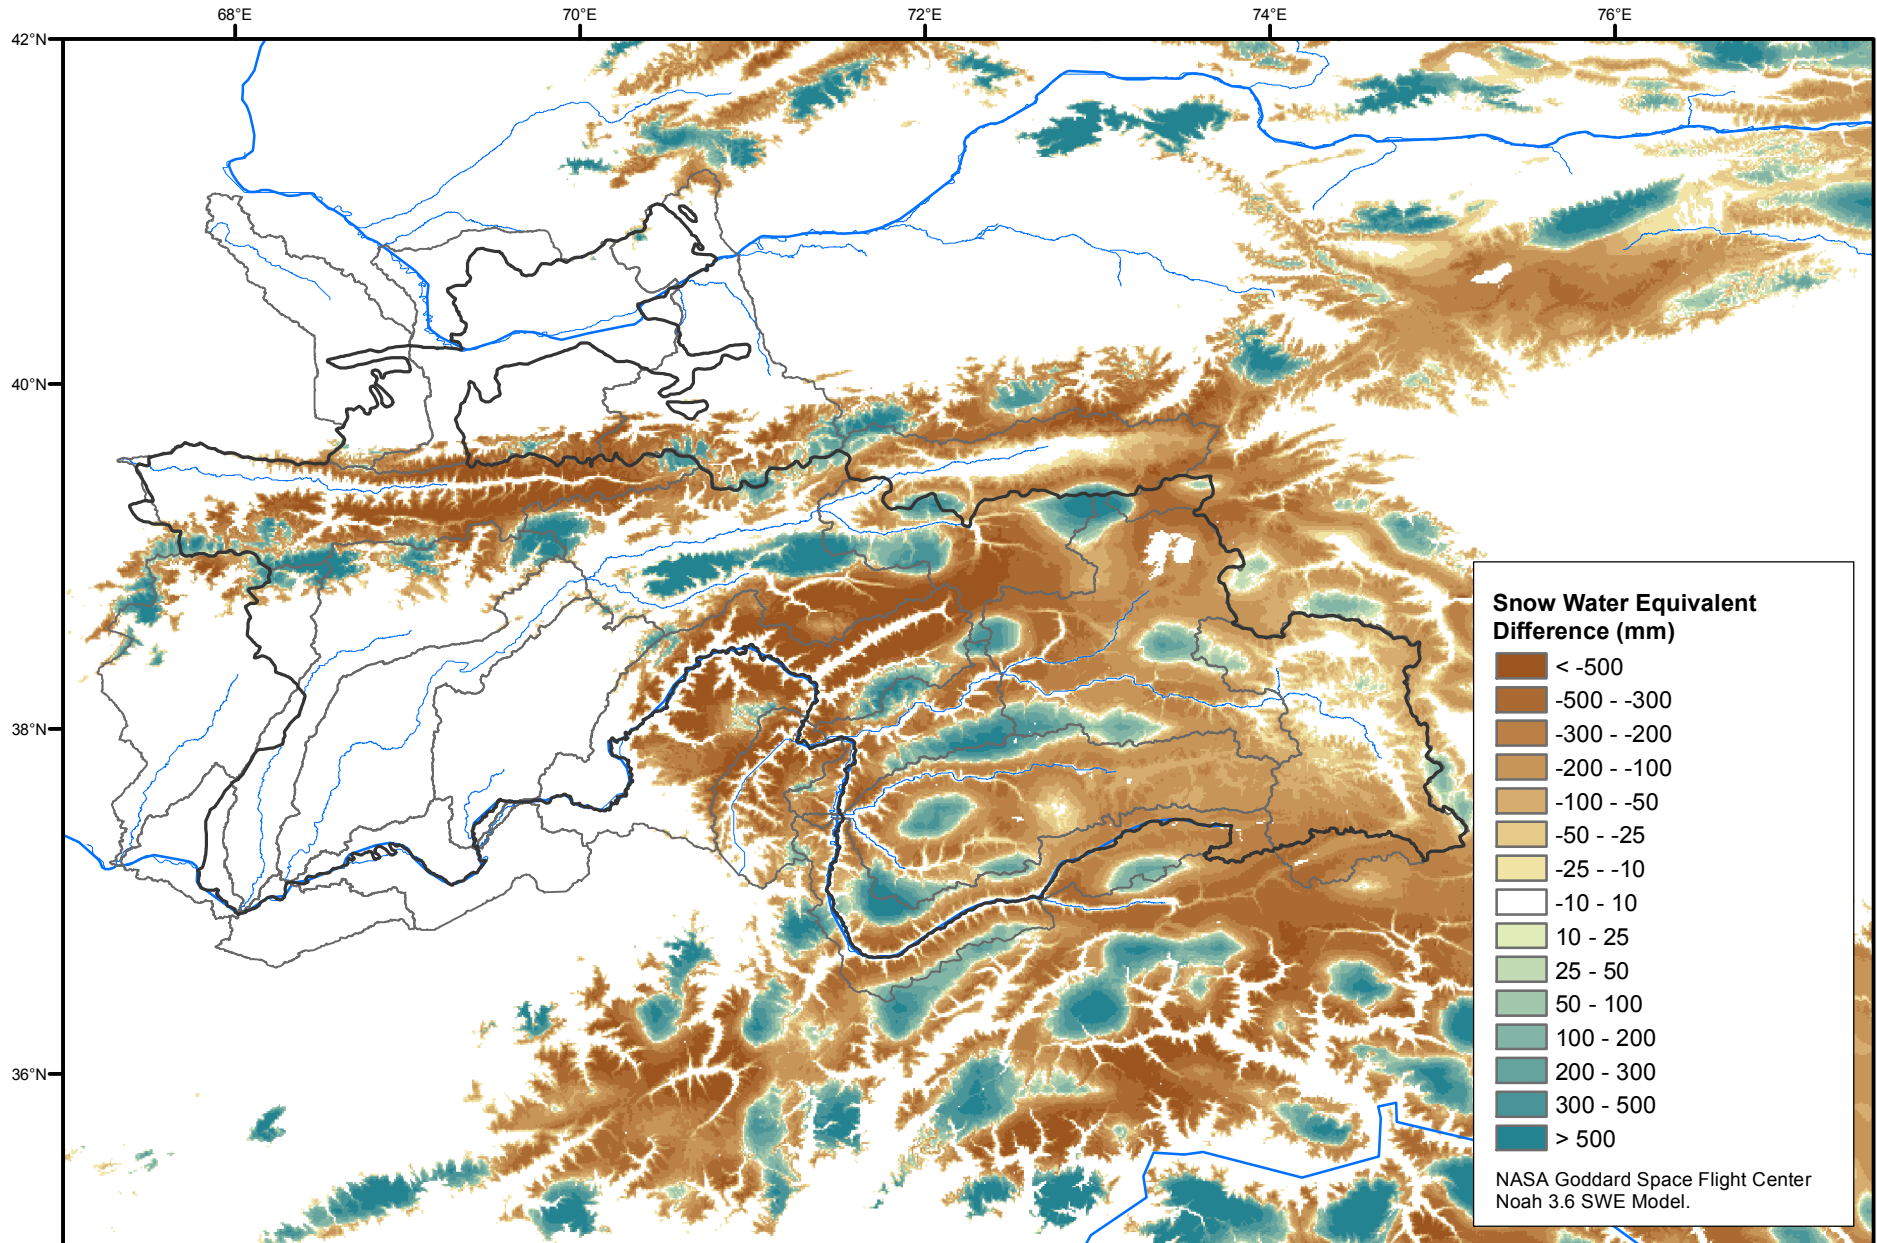 68°E
70°E
72°E
74°E
76°E
42°N
40°N
38°N
36°N
Snow Water Equivalent
Difference (mm)
< -500
-500 - -300
-300 - -200
-200 - -100
-100 - -50
-50 - -25
-25 - -10
-10 - 10
10 - 25
25 - 50
50 - 100
100 - 200
200 - 300
300 - 500
> 500
NASA Goddard Space Flight Center
Noah 3.6 SWE Model.